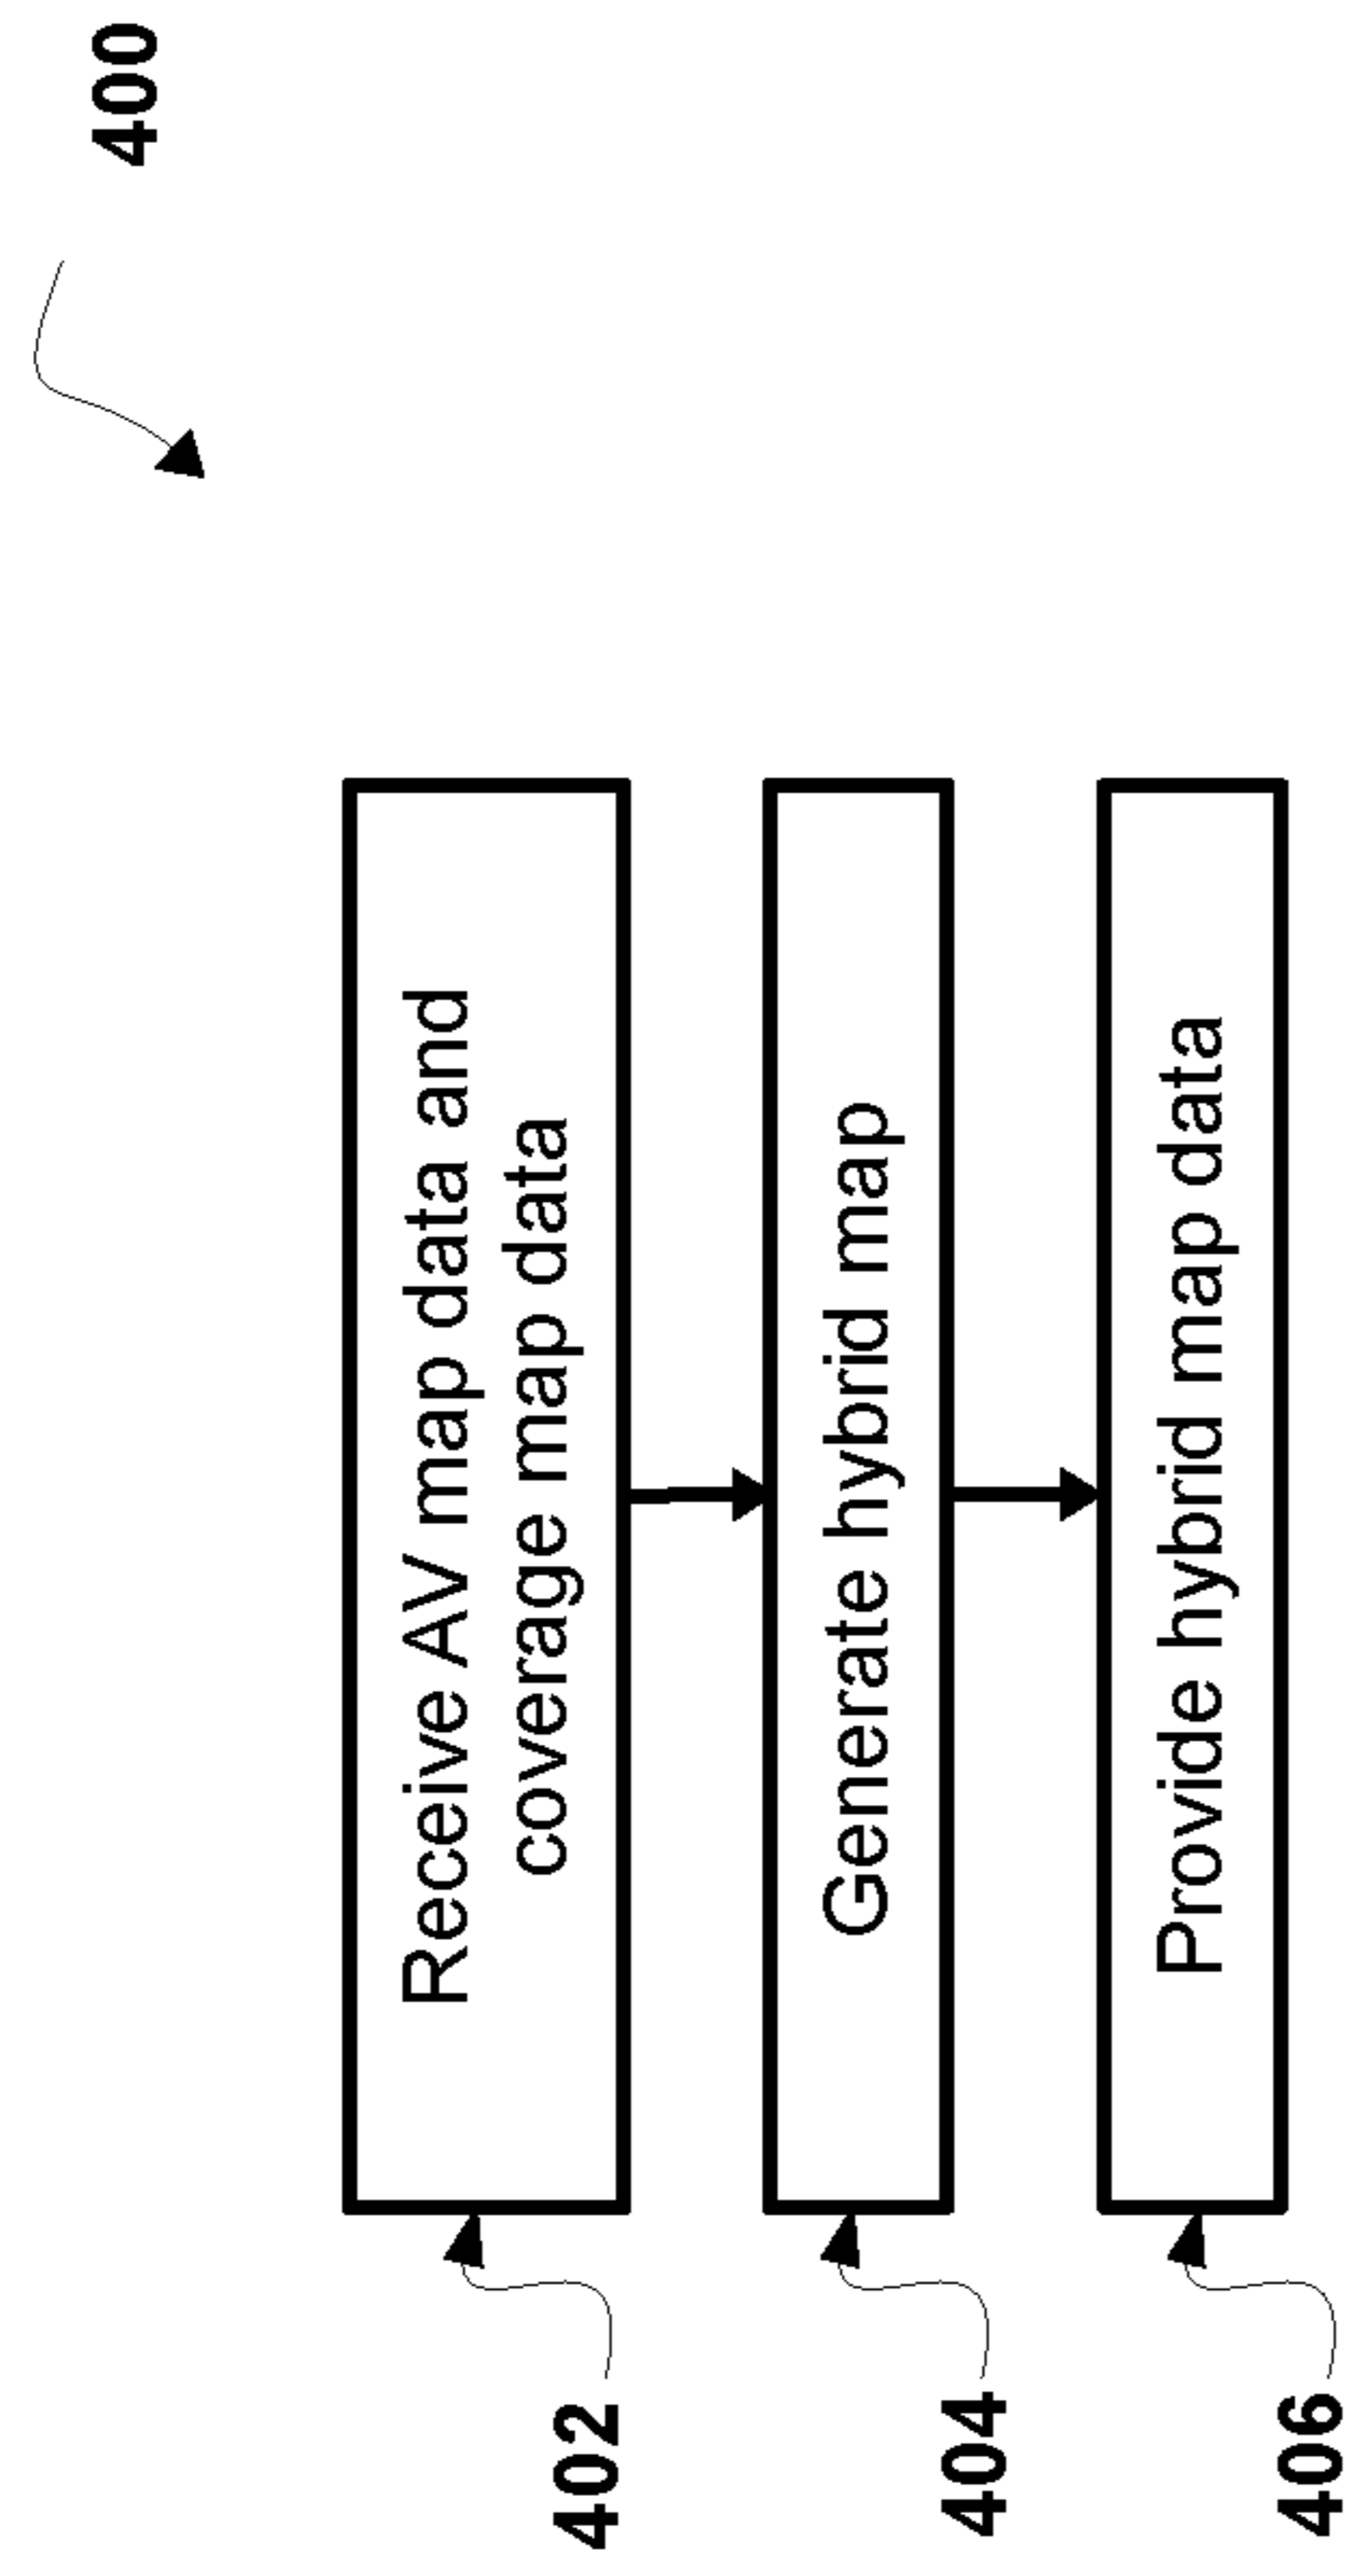 400
402
Receive AV map data and
coverage map data
404
Generate hybrid map
406
Provide hybrid map data